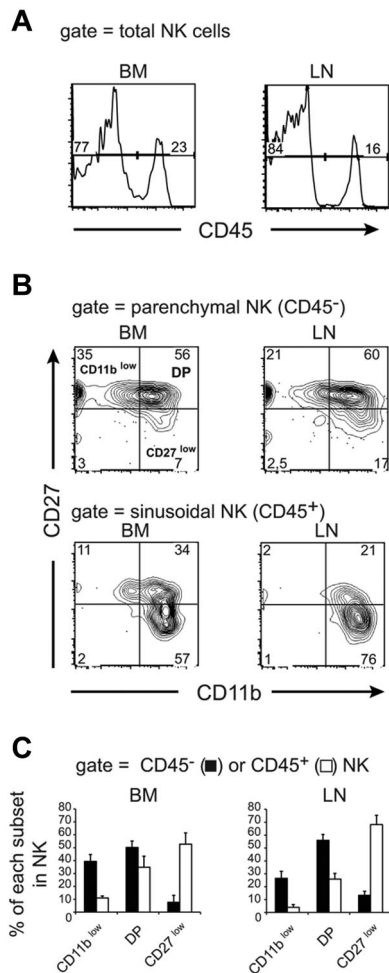 A
gate = total NK cells
BM LN
77 23 84 16
CD45
B
gate = parenchymal NK (CD45-)
BM LN
35 56 21 60
CD11b low DP
CD27 low
3 7 2,5 17
CD27
gate = sinusoidal NK (CD45+)
BM LN
11 34 2 21
2 57 1 76
CD11b
C
gate = CD45- (■) or CD45+ (□) NK
BM LN
% of each subset
in NK
80 80
70 70
60 60
50 50
40 40
30 30
20 20
10 10
0 0
CD11b low DP CD27 low CD11b low DP CD27 low